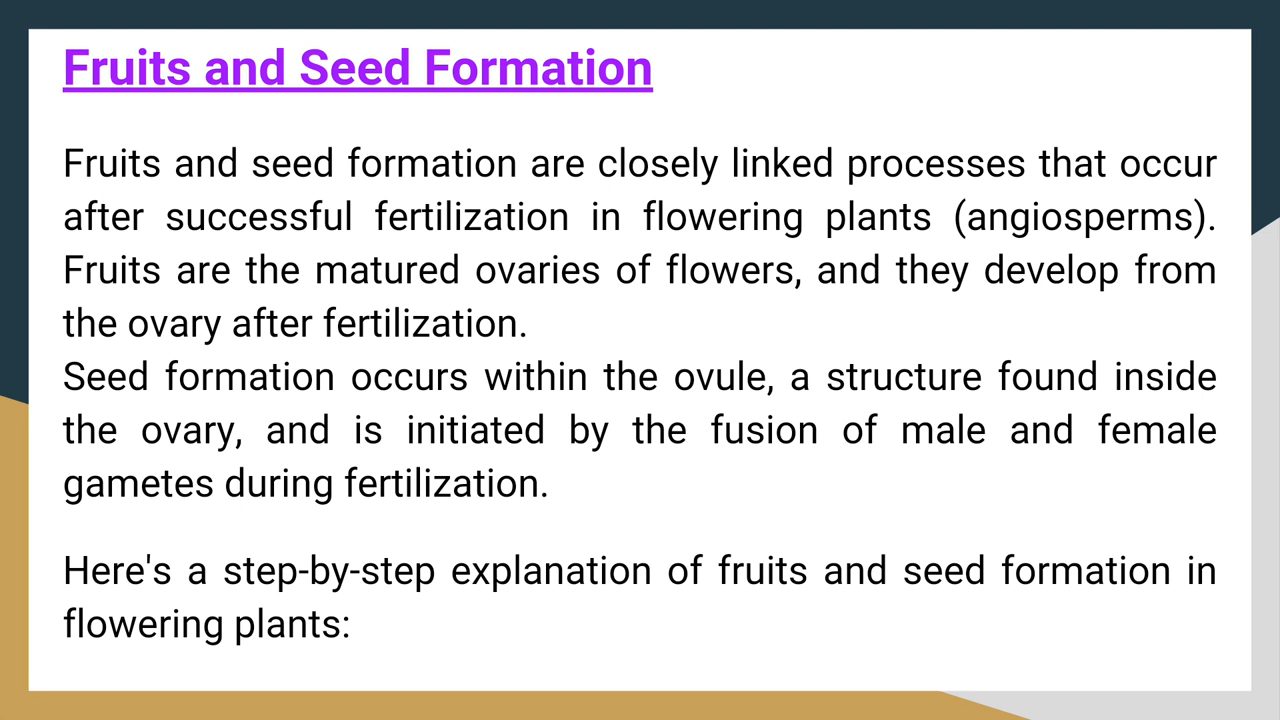 Fruits and Seed Formation
Fruits and seed formation are closely linked processes that occur
after successful fertilization in flowering plants (angiosperms).
Fruits are the matured ovaries of flowers, and they develop from
the ovary after fertilization.
Seed formation occurs within the ovule, a structure found inside
the ovary, and is initiated by the fusion of male and female
gametes during fertilization.
Here's a step-by-step explanation of fruits and seed formation in
flowering plants: